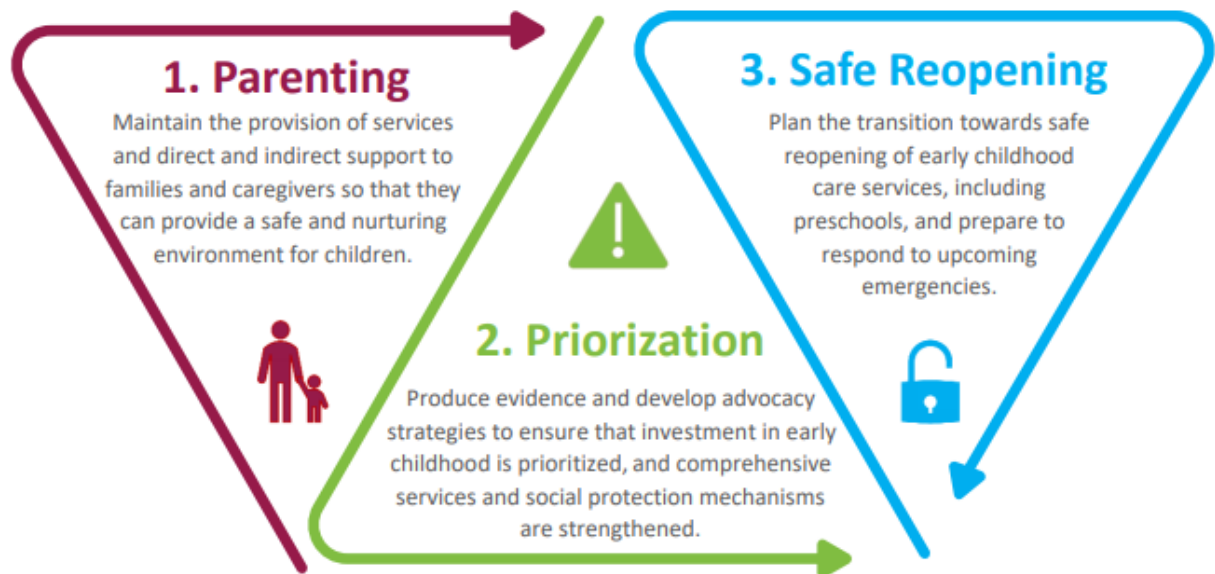 1. Parenting
Maintain the provision of services
and direct and indirect support to
families and caregivers so that they
can provide a safe and nurturing
environment for children.
2. Priorization
Produce evidence and develop advocacy
strategies to ensure that investment in early
childhood is prioritized, and comprehensive
services and social protection mechanisms
are strengthened.
3. Safe Reopening
Plan the transition towards safe
reopening of early childhood
care services, including
preschools, and prepare to
respond to upcoming
emergencies.